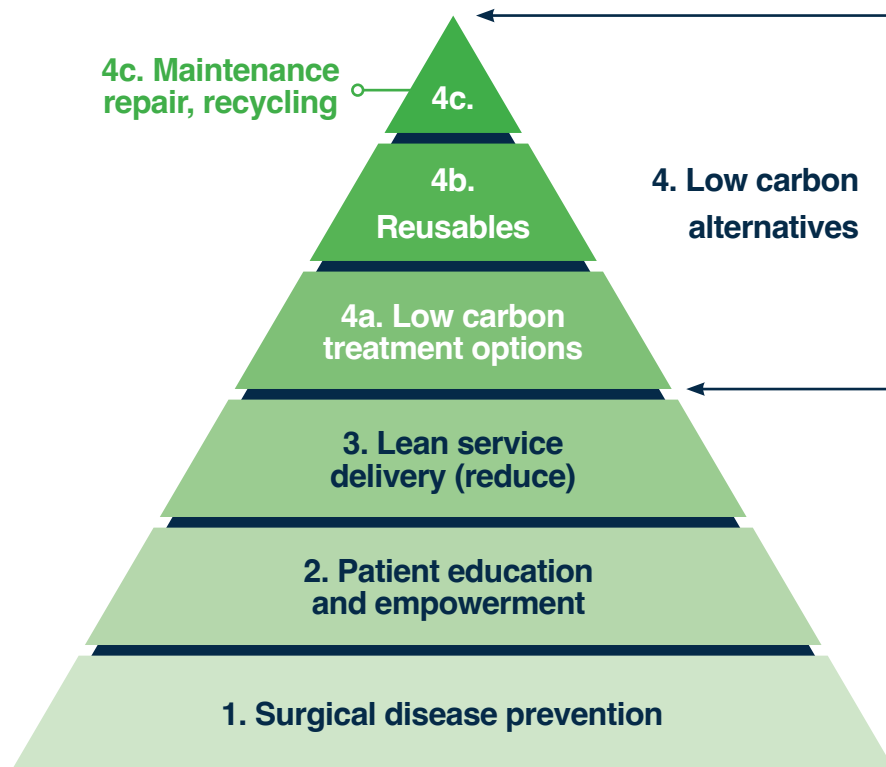 4c. Maintenance
repair, recycling
4c.
4b.
Reusables
4. Low carbon
alternatives
4a. Low carbon
treatment options
3. Lean service
delivery (reduce)
2. Patient education
and empowerment
1. Surgical disease prevention